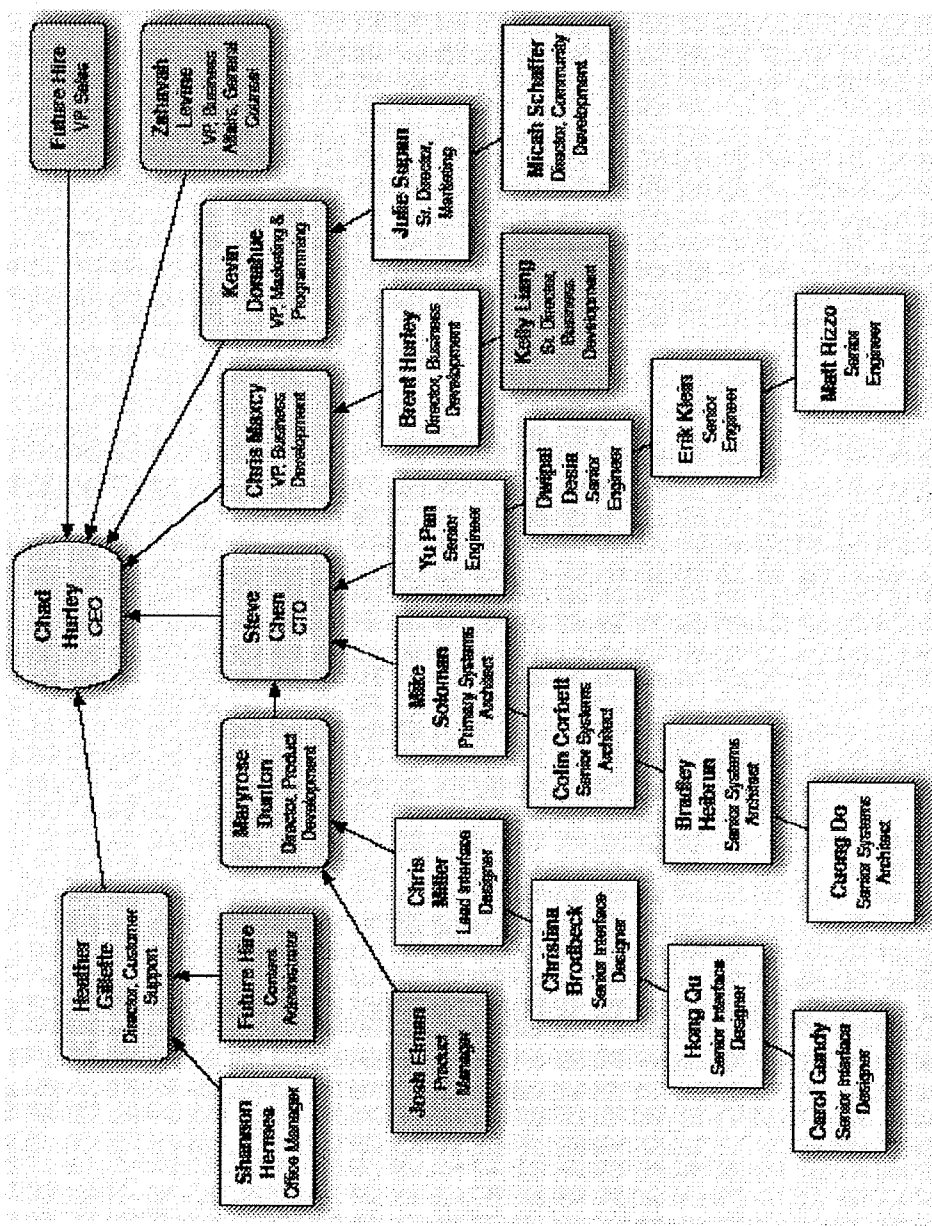 Chad
Hurley
CEO
Heather
Gillette
Director, Customer
Support
Future Hire
VP, Sales
Zahavah
Levine
VP, Business
Affairs, General
Counsel
Shannon
Hermes
Office Manager
Future Hire
Content
Administrator
Maryrose
Dunton
Director, Product
Development
Steve
Chen
CTO
Chris Maxcy
VP, Business
Development
Kevin
Donahue
VP, Marketing &
Programming
Josh Elman
Product
Manager
Chris
Miller
Lead Interface
Designer
Mike
Soloman
Primary Systems
Architect
Yu Pan
Senior
Engineer
Brent Hurley
Director, Business
Development
Julie Supan
Sr. Director,
Marketing
Christina
Brodbeck
Senior Interface
Designer
Colin Corbett
Senior Systems
Architect
Dwipal
Desia
Senior
Engineer
Kelly Liang
Sr. Director,
Business
Development
Micah Schaffer
Director, Community
Development
Hong Qu
Senior Interface
Designer
Bradley
Heibrun
Senior Systems
Architect
Erik Klein
Senior
Engineer
Carol Gandy
Senior Interface
Designer
Cuong Do
Senior Systems
Architect
Matt Rizzo
Senior
Engineer